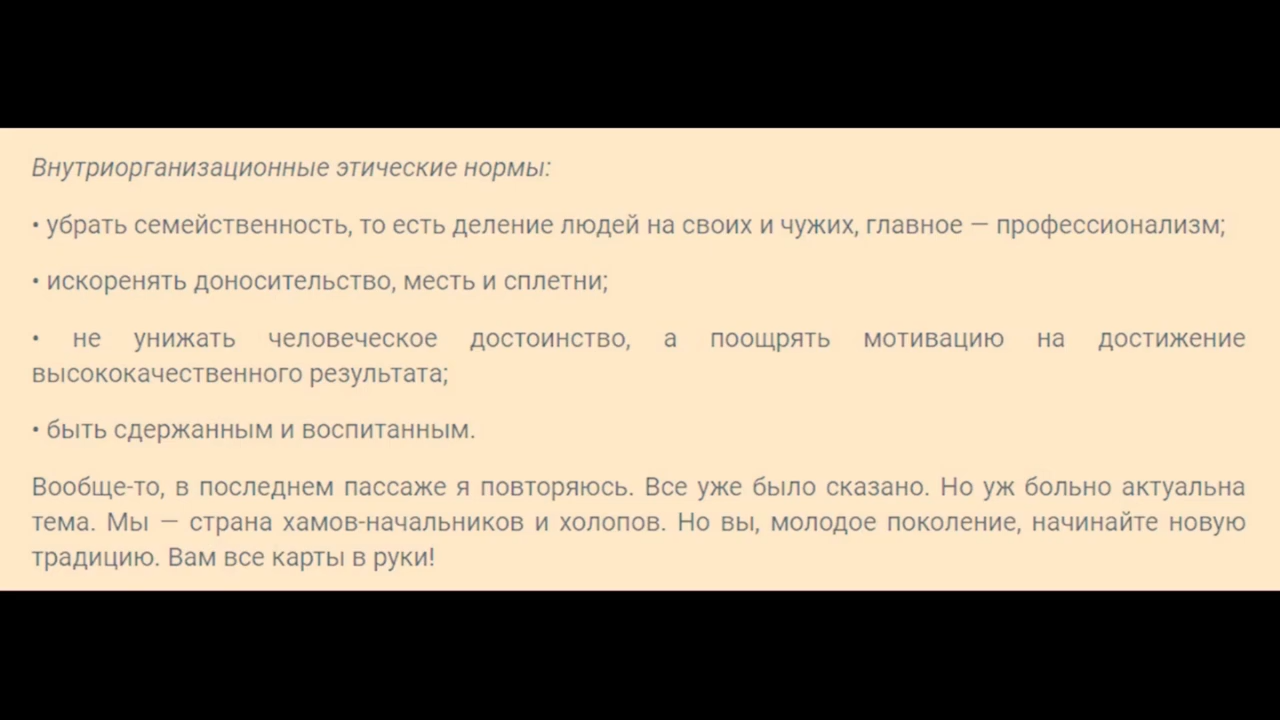 Внутриорганизационные этические нормы:
• убрать семейственность, то есть деление людей на своих и чужих, главное — профессионализм;
• искоренять доносительство, месть и сплетни;
• не унижать человеческое достоинство, а поощрять мотивацию на достижение
высококачественного результата;
• быть сдержанным и воспитанным.
Вообще-то, в последнем пассаже я повторяюсь. Все уже было сказано. Но уж больно актуальна
тема. Мы — страна хамов-начальников и холопов. Но вы, молодое поколение, начинайте новую
традицию. Вам все карты в руки!